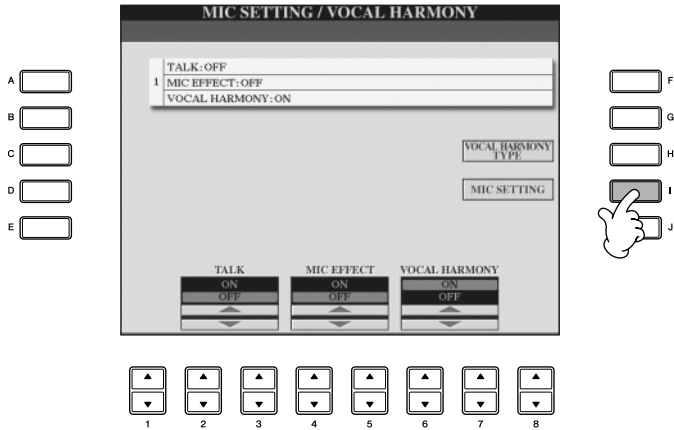 MIC SETTING / VOCAL HARMONY
TALK:OFF
1 MIC EFFECT:OFF
VOCAL HARMONY:ON
A
B
C
D
E
F
G
H
I
J
VOCAL HARMONY
TYPE
MIC SETTING
TALK MIC EFFECT VOCAL HARMONY
ON ON ON
OFF OFF OFF
1 2 3 4 5 6 7 8